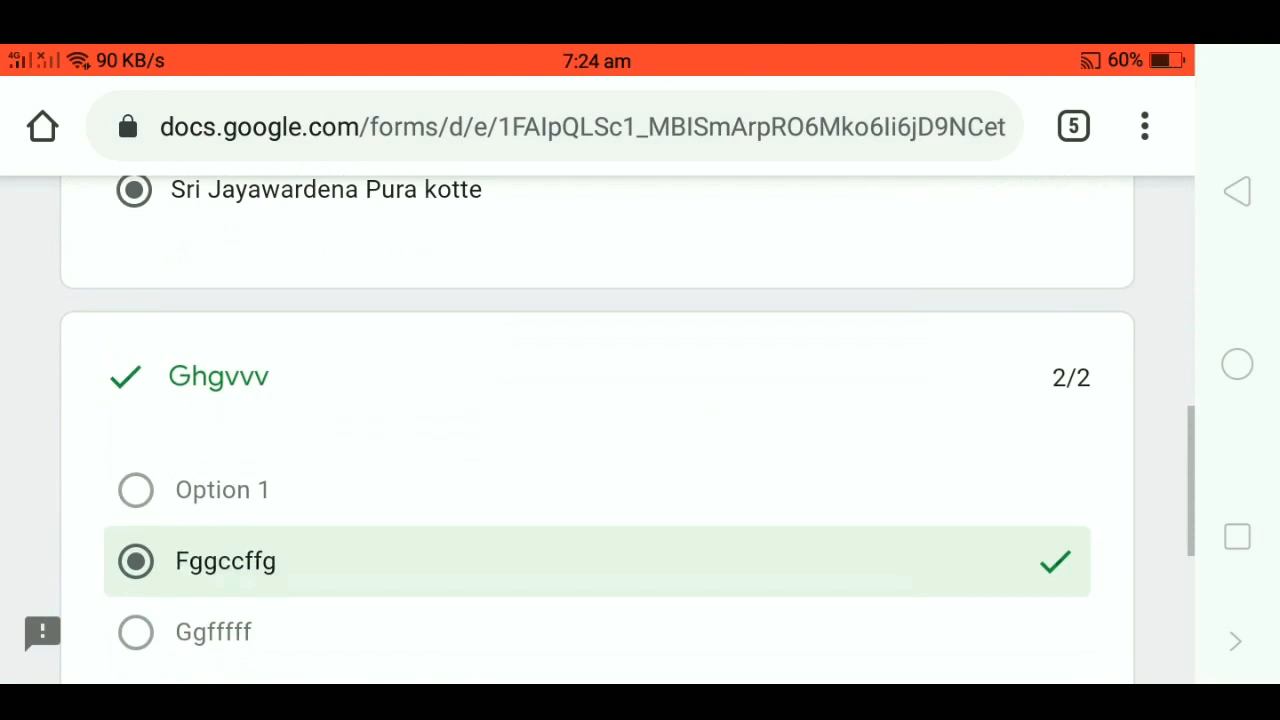 4G 90 KB/s 7:24 am 60%
docs.google.com/forms/d/e/1FAIpQLSc1_MBISmArpRO6Mko6Ii6jD9NCet 5
Sri Jayawardena Pura kotte
Ghgvvv 2/2
Option 1
Fggccffg
Ggfffff